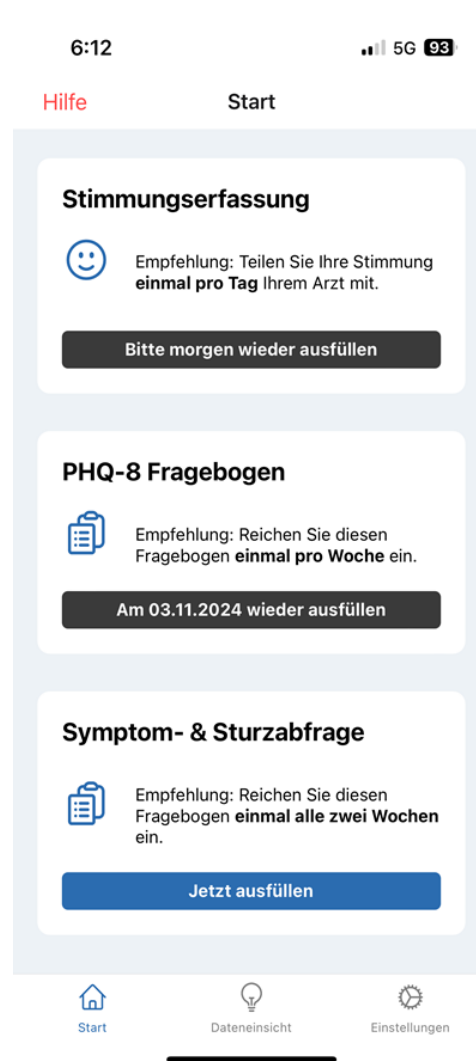 6:12
5G 93
Hilfe
Start
Stimmungserfassung
Empfehlung: Teilen Sie Ihre Stimmung
einmal pro Tag Ihrem Arzt mit.
Bitte morgen wieder ausfüllen
PHQ-8 Fragebogen
Empfehlung: Reichen Sie diesen
Fragebogen einmal pro Woche ein.
Am 03.11.2024 wieder ausfüllen
Symptom- & Sturzabfrage
Empfehlung: Reichen Sie diesen
Fragebogen einmal alle zwei Wochen
ein.
Jetzt ausfüllen
Start
Dateneinsicht
Einstellungen